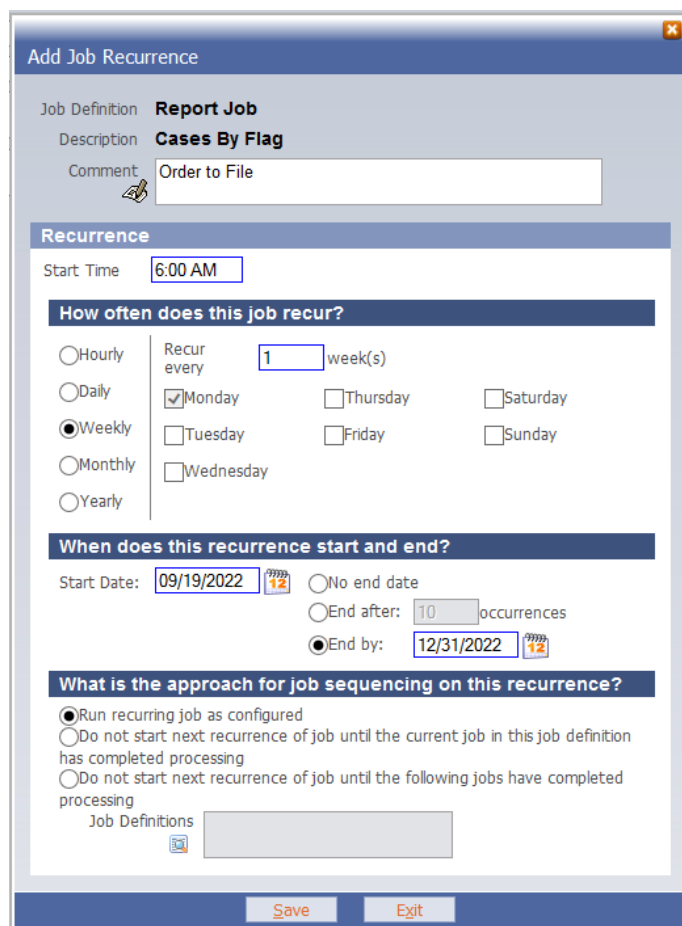 Add Job Recurrence
Job Definition Report Job
Description Cases By Flag
Comment Order to File
Recurrence
Start Time 6:00 AM
How often does this job recur?
Hourly
Daily
Weekly
Monthly
Yearly
Recur
every 1 week(s)
Monday Thursday Saturday
Tuesday Friday Sunday
Wednesday
When does this recurrence start and end?
Start Date: 09/19/2022 12 No end date
End after: 10 occurrences
End by: 12/31/2022 12
What is the approach for job sequencing on this recurrence?
Run recurring job as configured
Do not start next recurrence of job until the current job in this job definition
has completed processing
Do not start next recurrence of job until the following jobs have completed
processing
Job Definitions
Save Exit